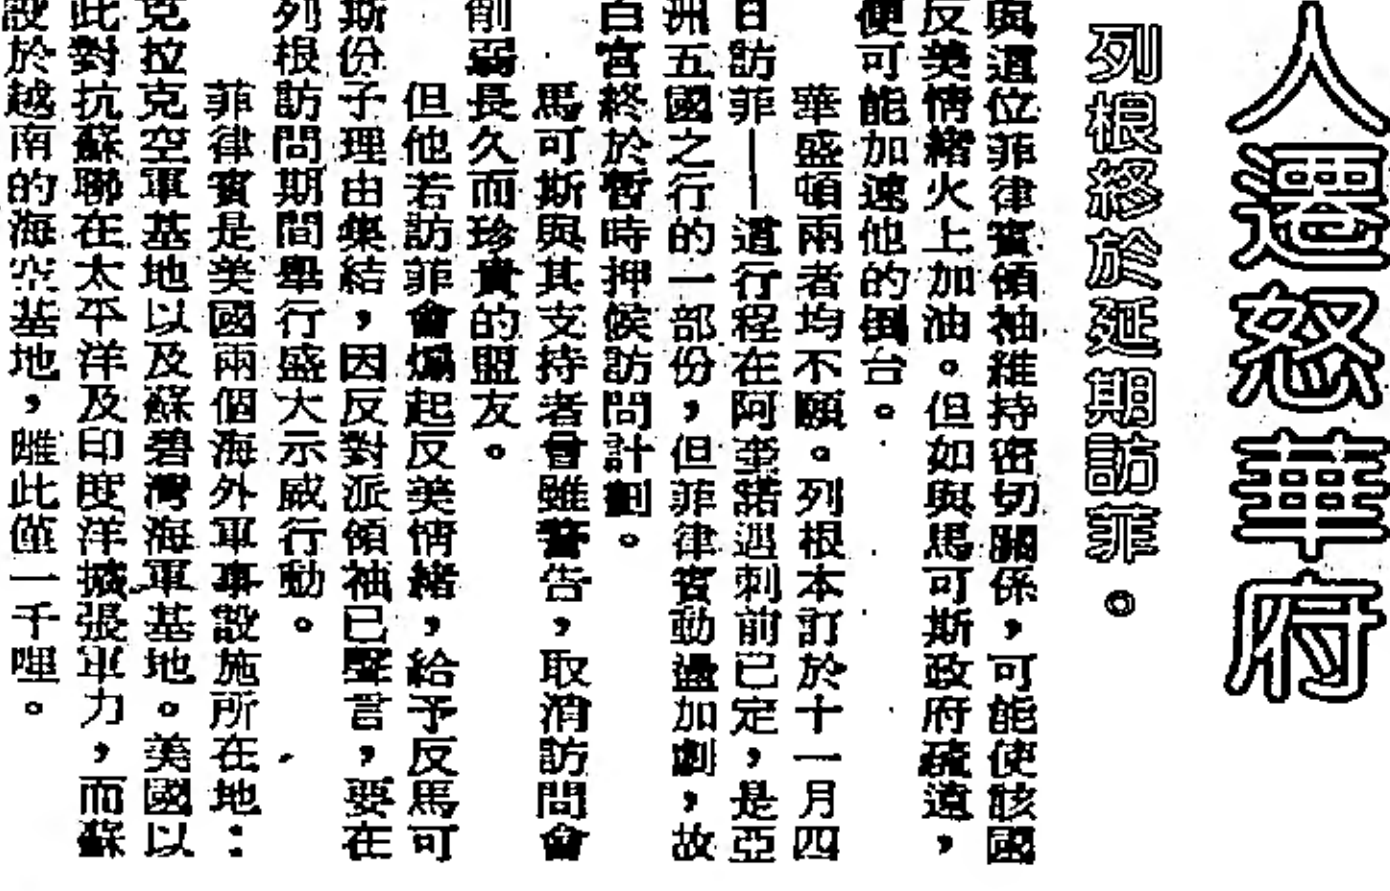 人遷怒華府
列根終於延期訪菲。
與這位菲律賓領袖維持密切關係，可能使該國
反美情緒火上加油。但如與馬可斯政府疏遠，
便可能加速他的倒台。
華盛頓兩者均不願。列根本訂於十一月四
日訪菲——這行程在阿奎諾遇刺前已定，是亞
洲五國之行的一部份，但菲律賓動盪加劇，故
白宮終於暫時押候訪問計劃。
馬可斯與其支持者曾雖警告，取消訪問會
削弱長久而珍貴的盟友。
但他若訪菲會煽起反美情緒，給予反馬可
斯份子理由集結，因反對派領袖已聲言，要在
列根訪問期間舉行盛大示威行動。
菲律賓是美國兩個海外軍事設施所在地：
克拉克空軍基地以及蘇碧灣海軍基地。美國以
此對抗蘇聯在太平洋及印度洋擴張軍力，而蘇
設於越南的海空基地，離此僅一千哩。